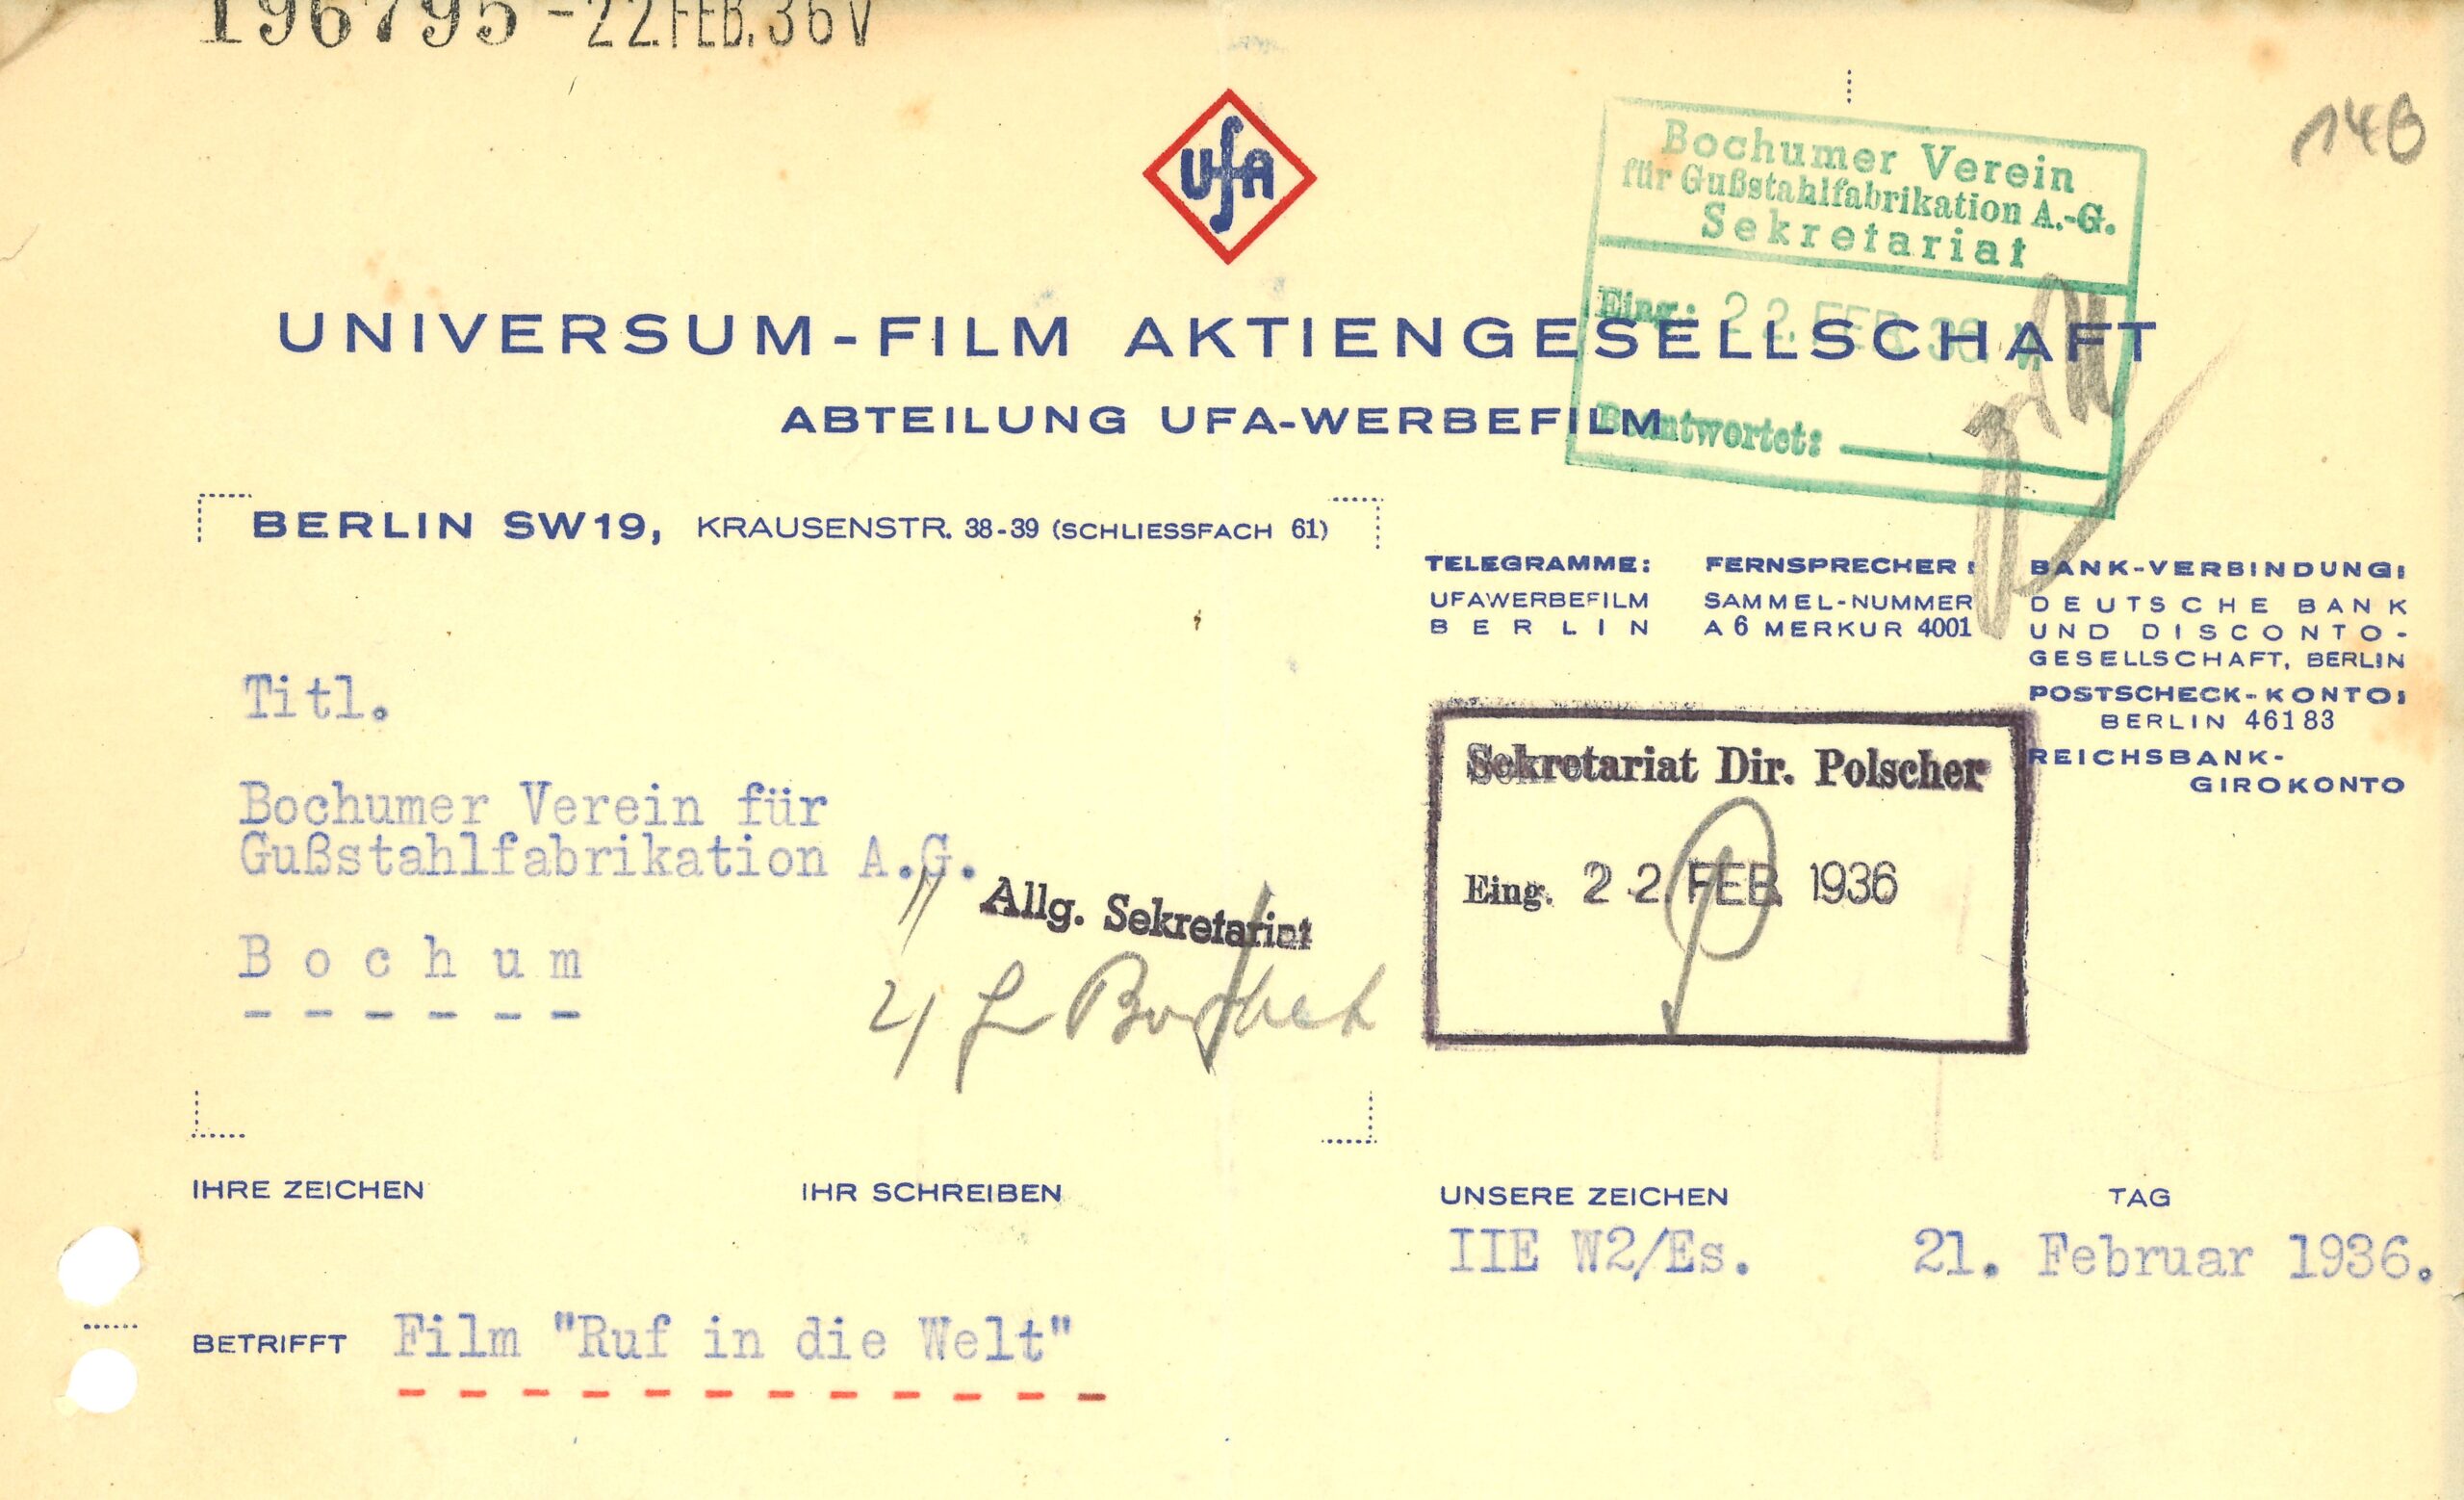 196795 -22.FEB.36V
148
ufa
Bochumer Verein
für Gußstahlfabrikation A.-G.
Sekretariat
Eing.: 22. FEB. 36. V
Beantwortet:
UNIVERSUM-FILM AKTIENGESELLSCHAFT
ABTEILUNG UFA-WERBEFILM
BERLIN SW19, KRAUSENSTR. 38-39 (SCHLIESSFACH 61)
TELEGRAMME:
UFAWERBEFILM
BERLIN
FERNSPRECHER:
SAMMEL-NUMMER
A 6 MERKUR 4001
BANK-VERBINDUNG:
DEUTSCHE BANK
UND DISCONTO-
GESELLSCHAFT, BERLIN
POSTSCHECK-KONTO:
BERLIN 46183
REICHSBANK-
GIROKONTO
Titl.
Bochumer Verein für
Gußstahlfabrikation A.G.
Bochum
Allg. Sekretariat
Sekretariat Dir. Polscher
Eing. 22. FEB. 1936
IHRE ZEICHEN
IHR SCHREIBEN
UNSERE ZEICHEN
IIE W2/Es.
TAG
21. Februar 1936.
BETRIFFT Film "Ruf in die Welt"